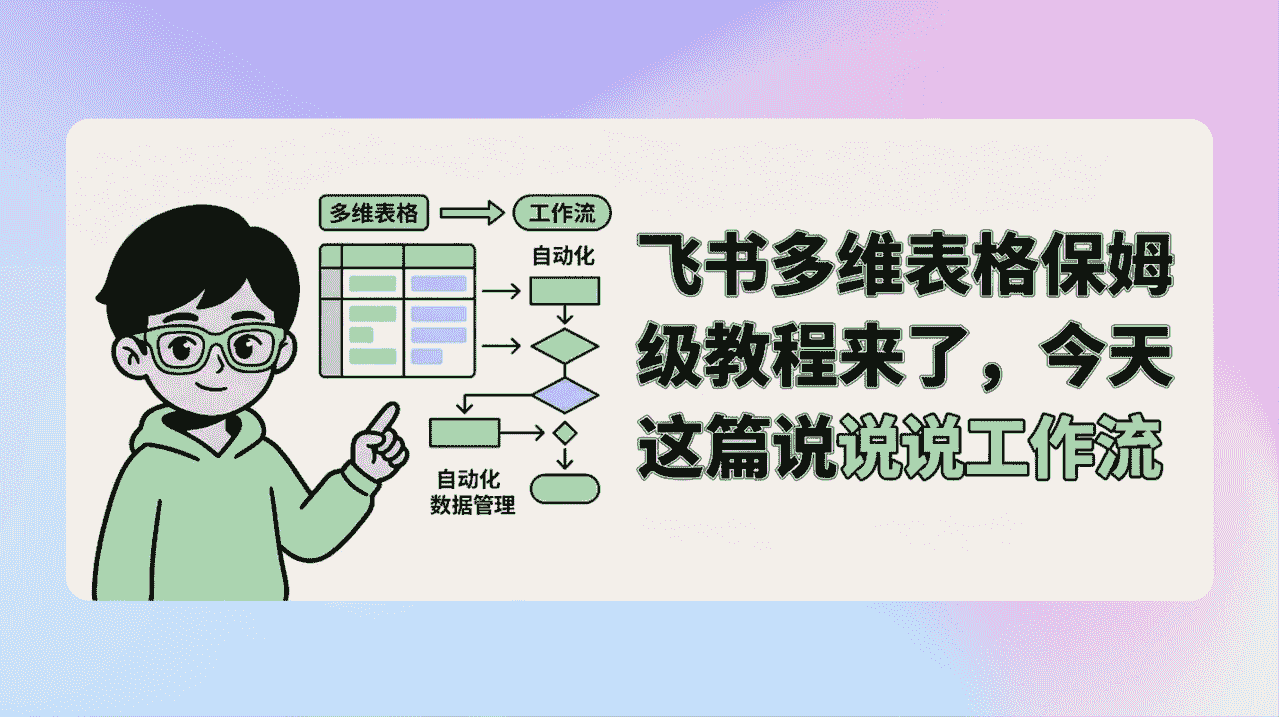 多维表格
工作流
自动化
自动化
数据管理
飞书多维表格保姆
级教程来了，今天
这篇说说说工作流